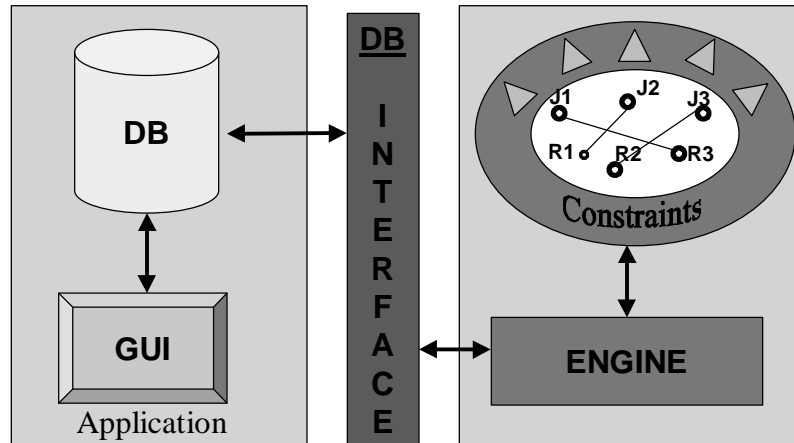 DB
GUI
Application
DB
INTERFACE
J1 J2 J3
R1 R2 R3
Constraints
ENGINE